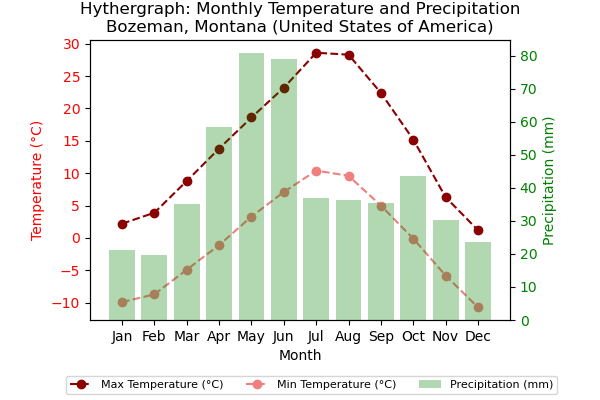 Hythergraph: Monthly Temperature and Precipitation
Bozeman, Montana (United States of America)
30
25
20
15
10
5
0
−5
−10
Temperature (°C)
80
70
60
50
40
30
20
10
0
Precipitation (mm)
Jan Feb Mar Apr May Jun Jul Aug Sep Oct Nov Dec
Month
Max Temperature (°C) Min Temperature (°C) Precipitation (mm)